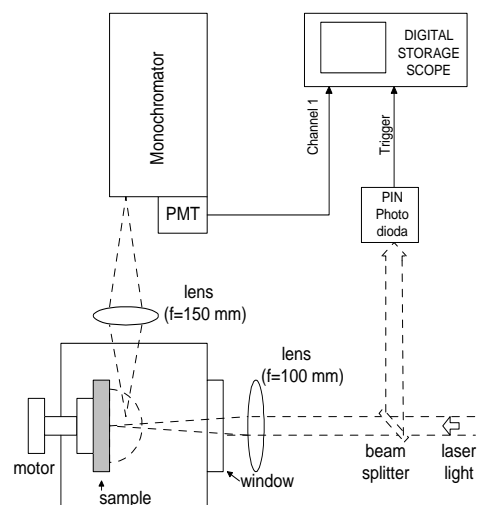 Monochromator
DIGITAL
STORAGE
SCOPE
Channel 1
Trigger
PMT
PIN
Photo
dioda
lens
(f=150 mm)
lens
(f=100 mm)
motor
sample
window
beam
splitter
laser
light